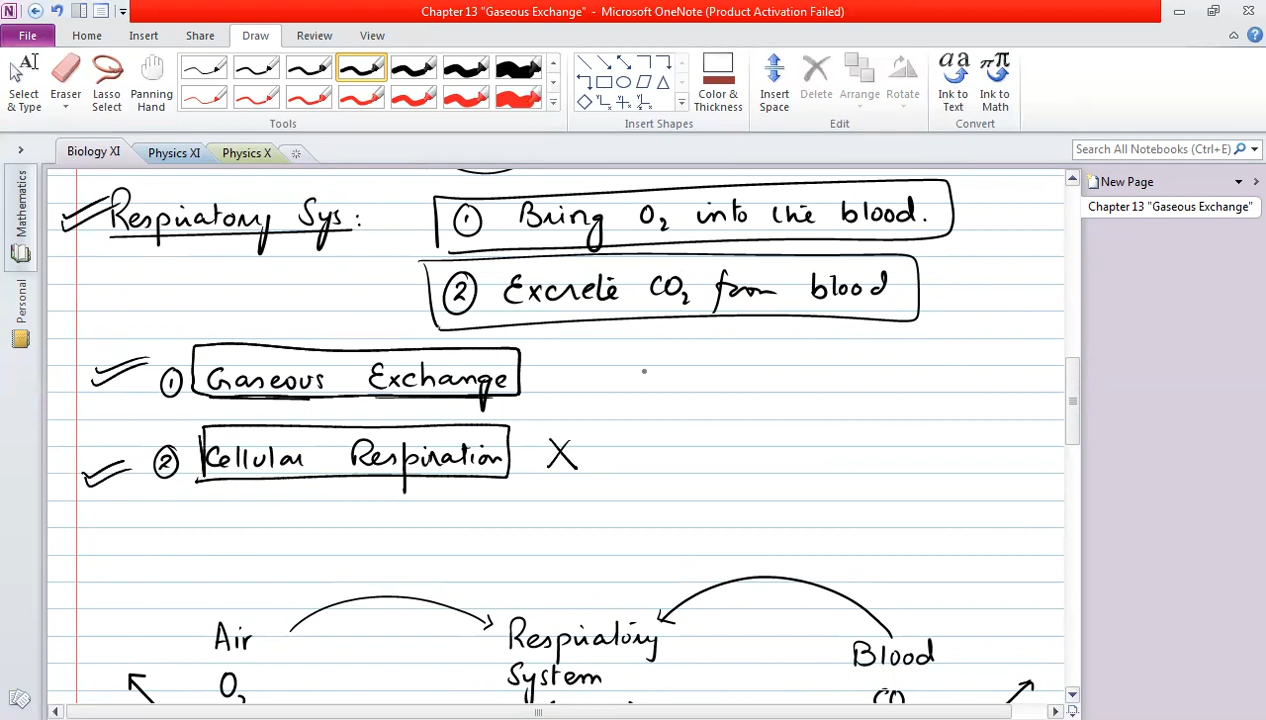 Chapter 13 "Gaseous Exchange" - Microsoft OneNote (Product Activation Failed)
File Home Insert Share Draw Review View
Select & Type
Eraser
Lasso Select
Panning Hand
Color & Thickness
Insert Space
Delete
Arrange
Rotate
Ink to Text
Ink to Math
Tools
Insert Shapes
Edit
Convert
Biology XI
Physics XI
Physics X
Search All Notebooks (Ctrl+E)
New Page
Chapter 13 "Gaseous Exchange"
Mathematics
Personal
Respiratory Sys: ① Bring O₂ into the blood.
② Excrete CO₂ from blood
① Gaseous Exchange
② Cellular Respiration X
Air
Respiratory
System
Blood
O₂
CO